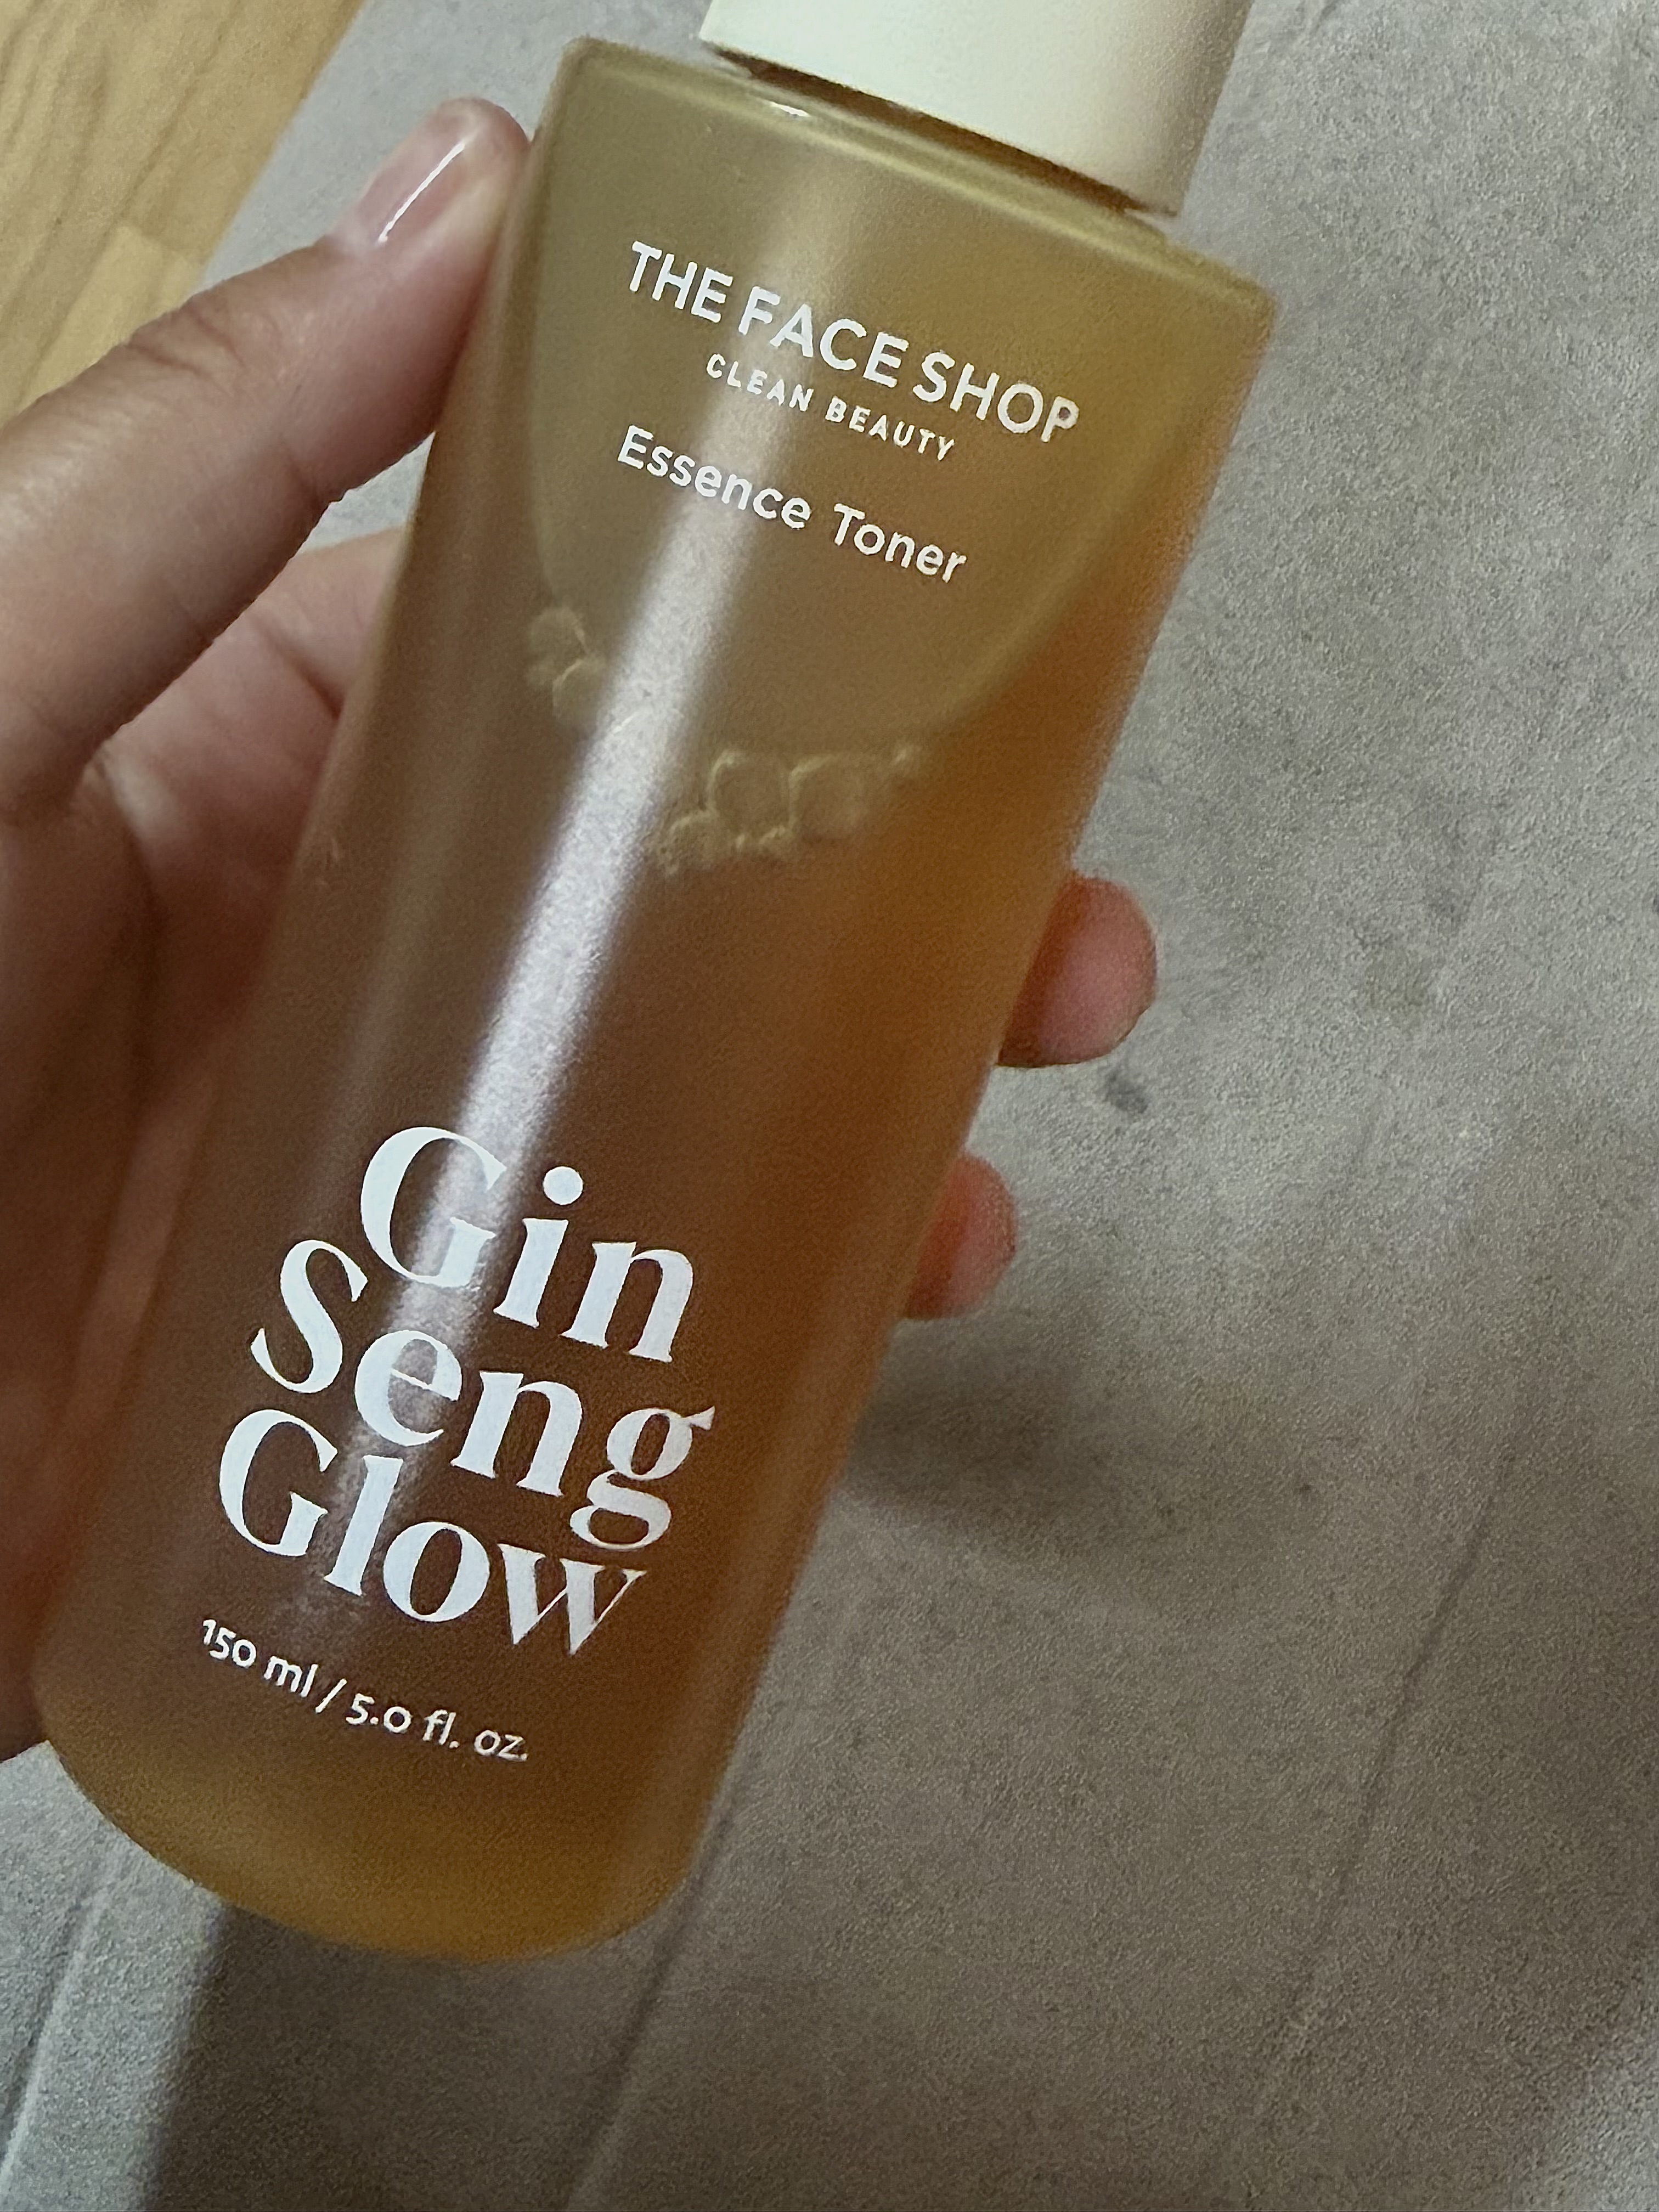 THE FACE SHOP
CLEAN BEAUTY
Essence Toner
Gin
Seng
Glow
150 ml / 5.0 fl. oz.